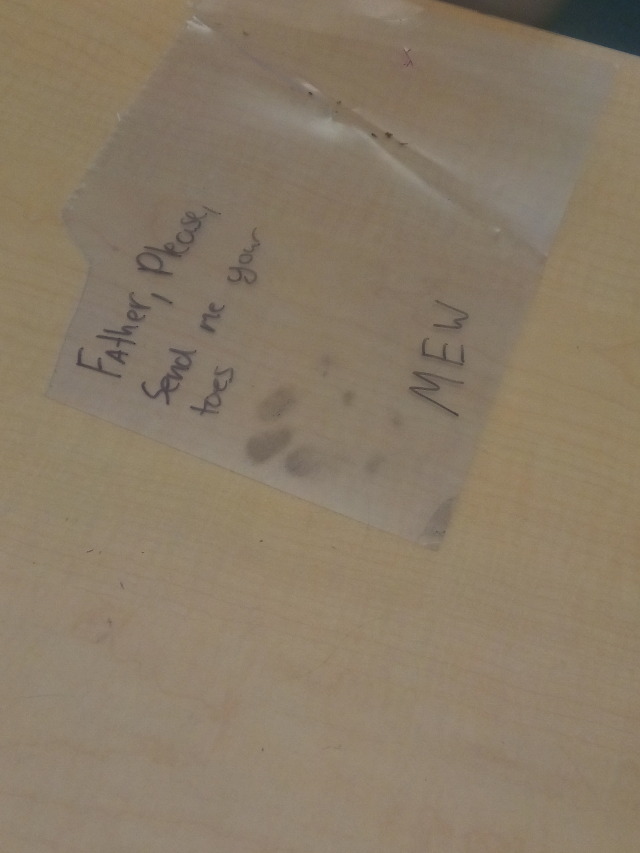 FAther, Please,
Send me your
toes
MEW